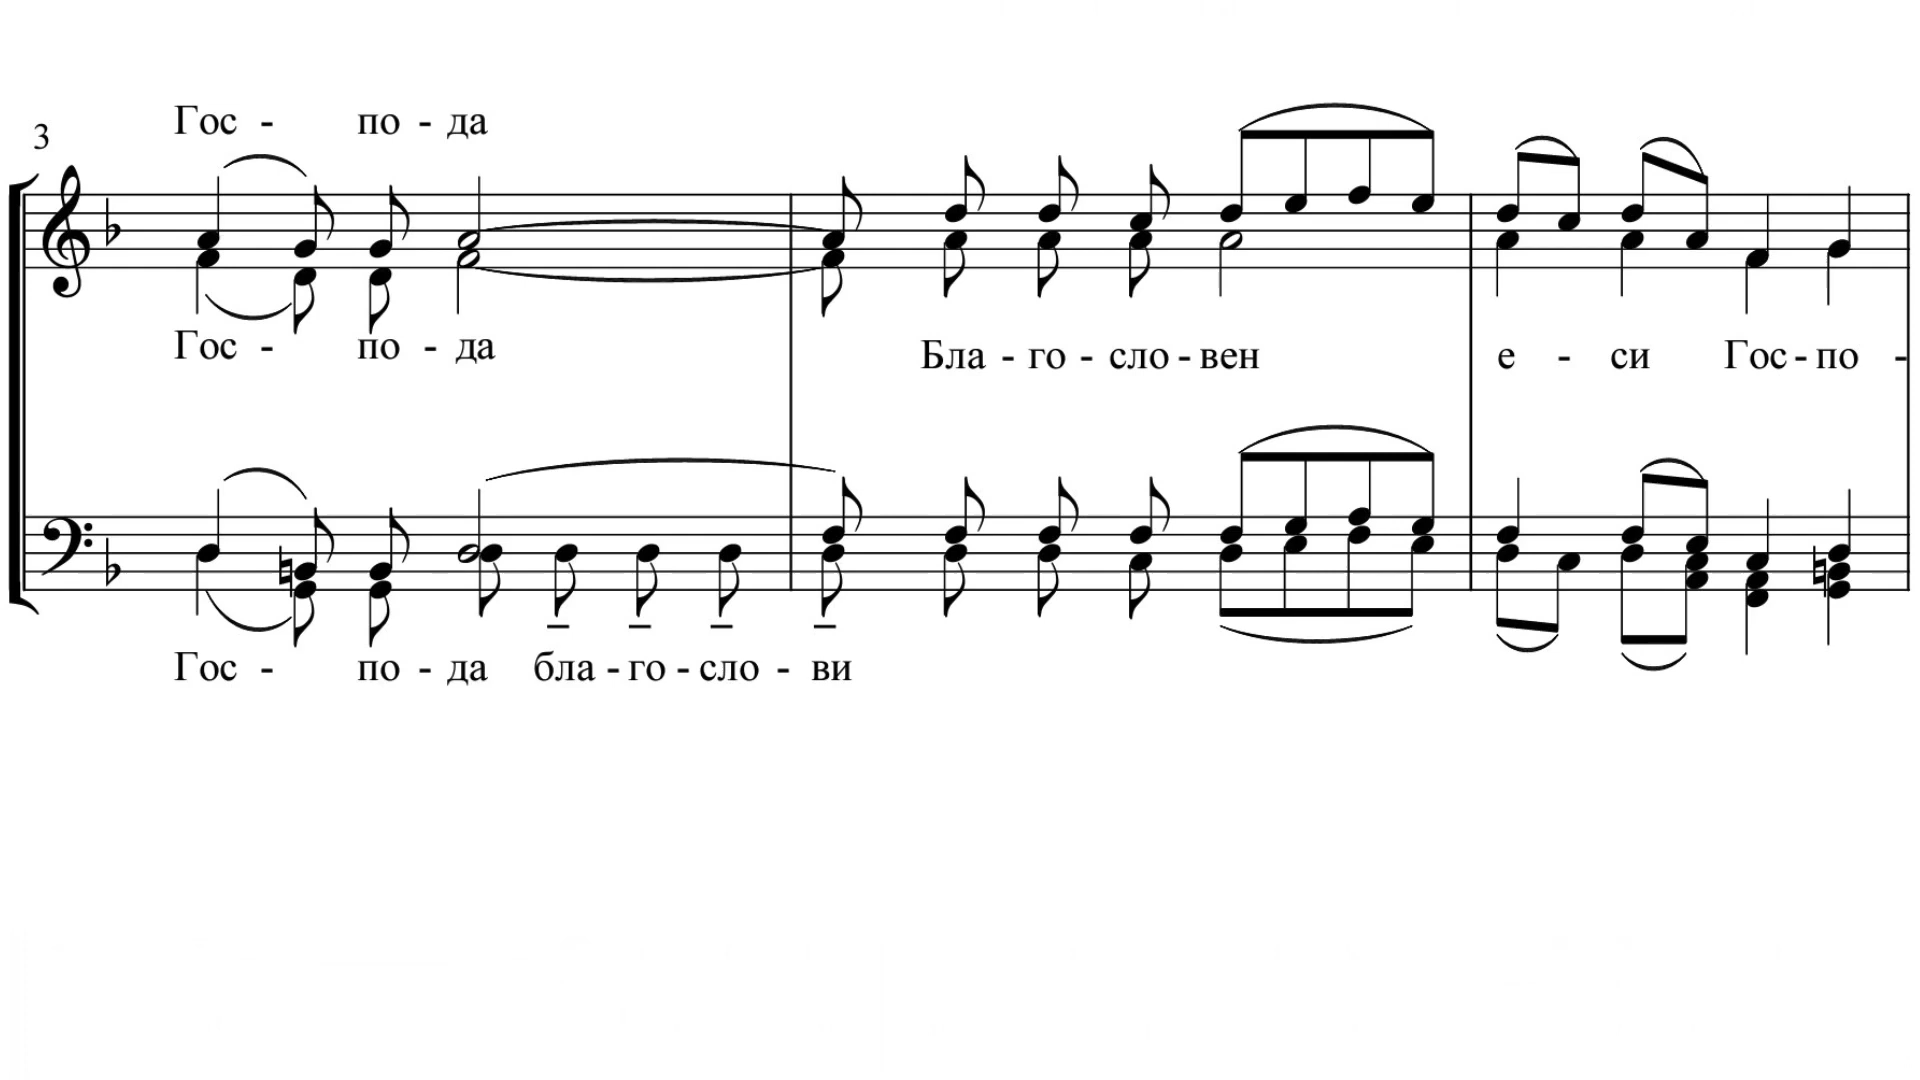 Гос - по - да
3
Гос - по - да
Бла - го - сло - вен е - си Гос - по -
Гос - по - да бла - го - сло - ви